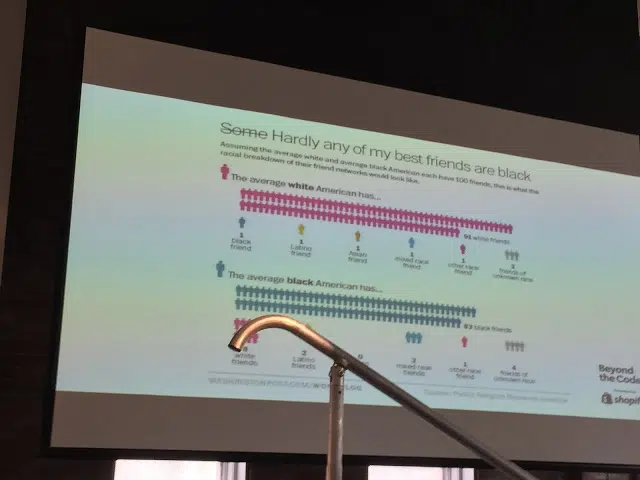 Some Hardly any of my best friends are black
Assuming the average white and average black American each have 100 friends, this is what the
racial breakdown of their friend networks would look like.
The average white American has...
91 white friends
1 black friend
1 Latino friend
1 Asian friend
1 mixed race friend
1 other race friend
3 friends of unknown race
The average black American has...
83 black friends
8 white friends
2 Latino friends
0
3 mixed race friends
1 other race friend
4 friends of unknown race
WASHINGTONPOST.COM/
Source: Public Religion Research Institute
Beyond
the Code
shopif